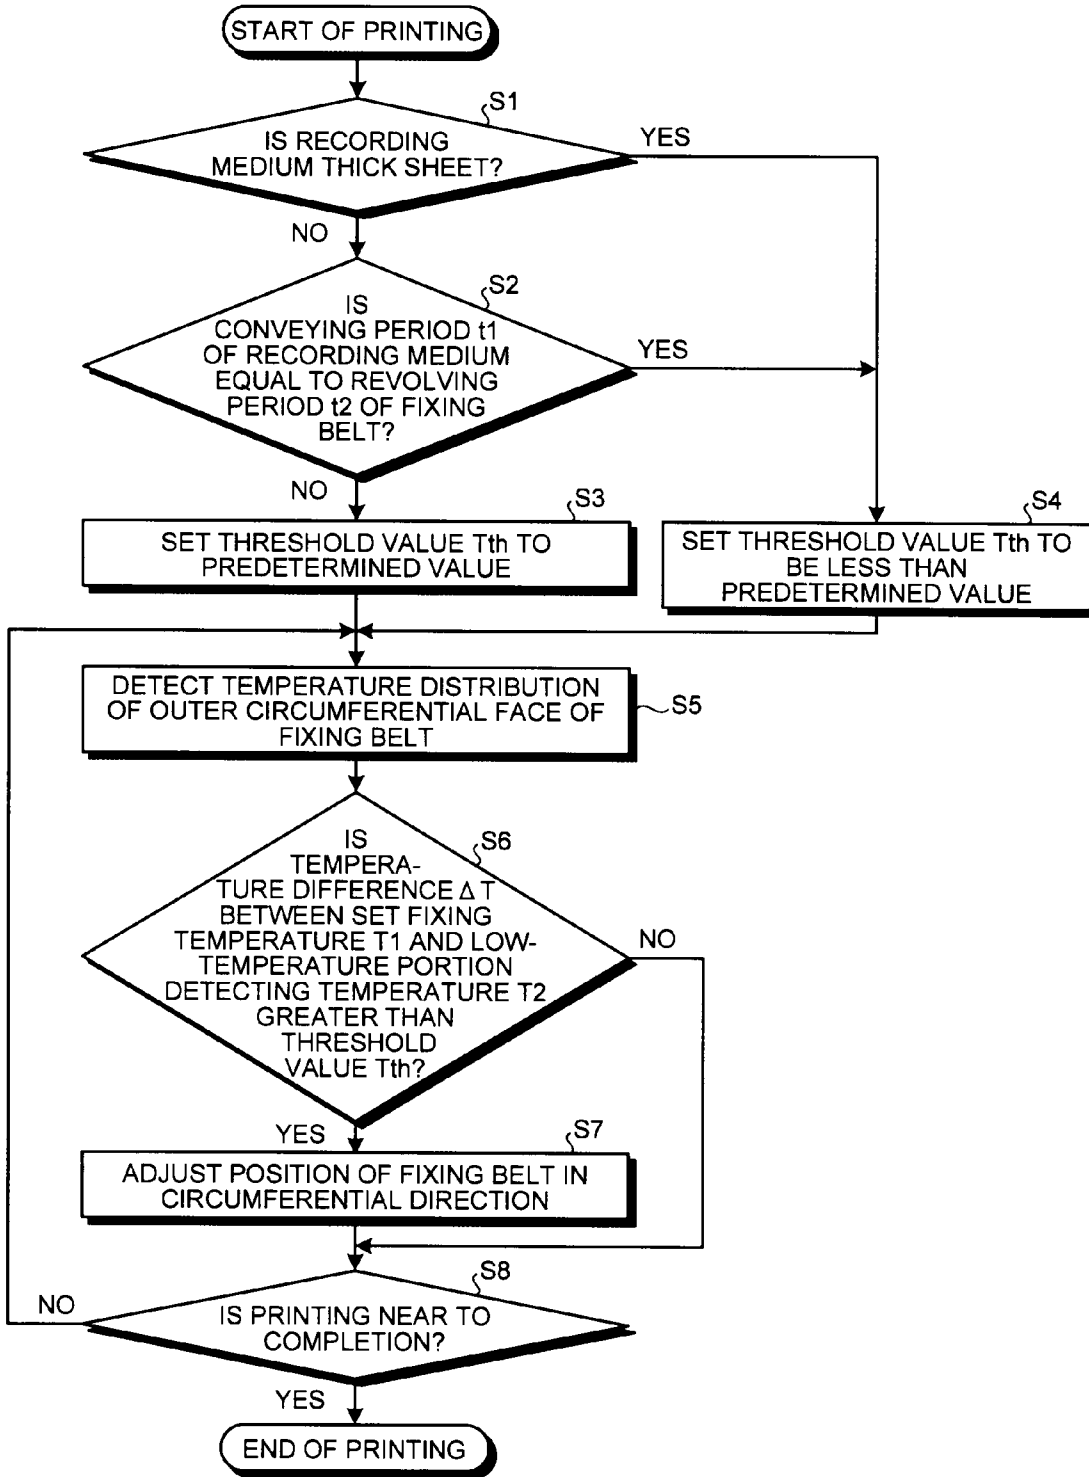 START OF PRINTING
S1
IS RECORDING
MEDIUM THICK SHEET?
YES
NO
S2
IS
CONVEYING PERIOD t1
OF RECORDING MEDIUM
EQUAL TO REVOLVING
PERIOD t2 OF FIXING
BELT?
YES
NO
S3
SET THRESHOLD VALUE Tth TO
PREDETERMINED VALUE
S4
SET THRESHOLD VALUE Tth TO
BE LESS THAN
PREDETERMINED VALUE
DETECT TEMPERATURE DISTRIBUTION
OF OUTER CIRCUMFERENTIAL FACE OF
FIXING BELT
S5
S6
IS
TEMPERA-
TURE DIFFERENCE Δ T
BETWEEN SET FIXING
TEMPERATURE T1 AND LOW-
TEMPERATURE PORTION
DETECTING TEMPERATURE T2
GREATER THAN
THRESHOLD
VALUE Tth?
NO
YES
S7
ADJUST POSITION OF FIXING BELT IN
CIRCUMFERENTIAL DIRECTION
S8
NO
IS PRINTING NEAR TO
COMPLETION?
YES
END OF PRINTING